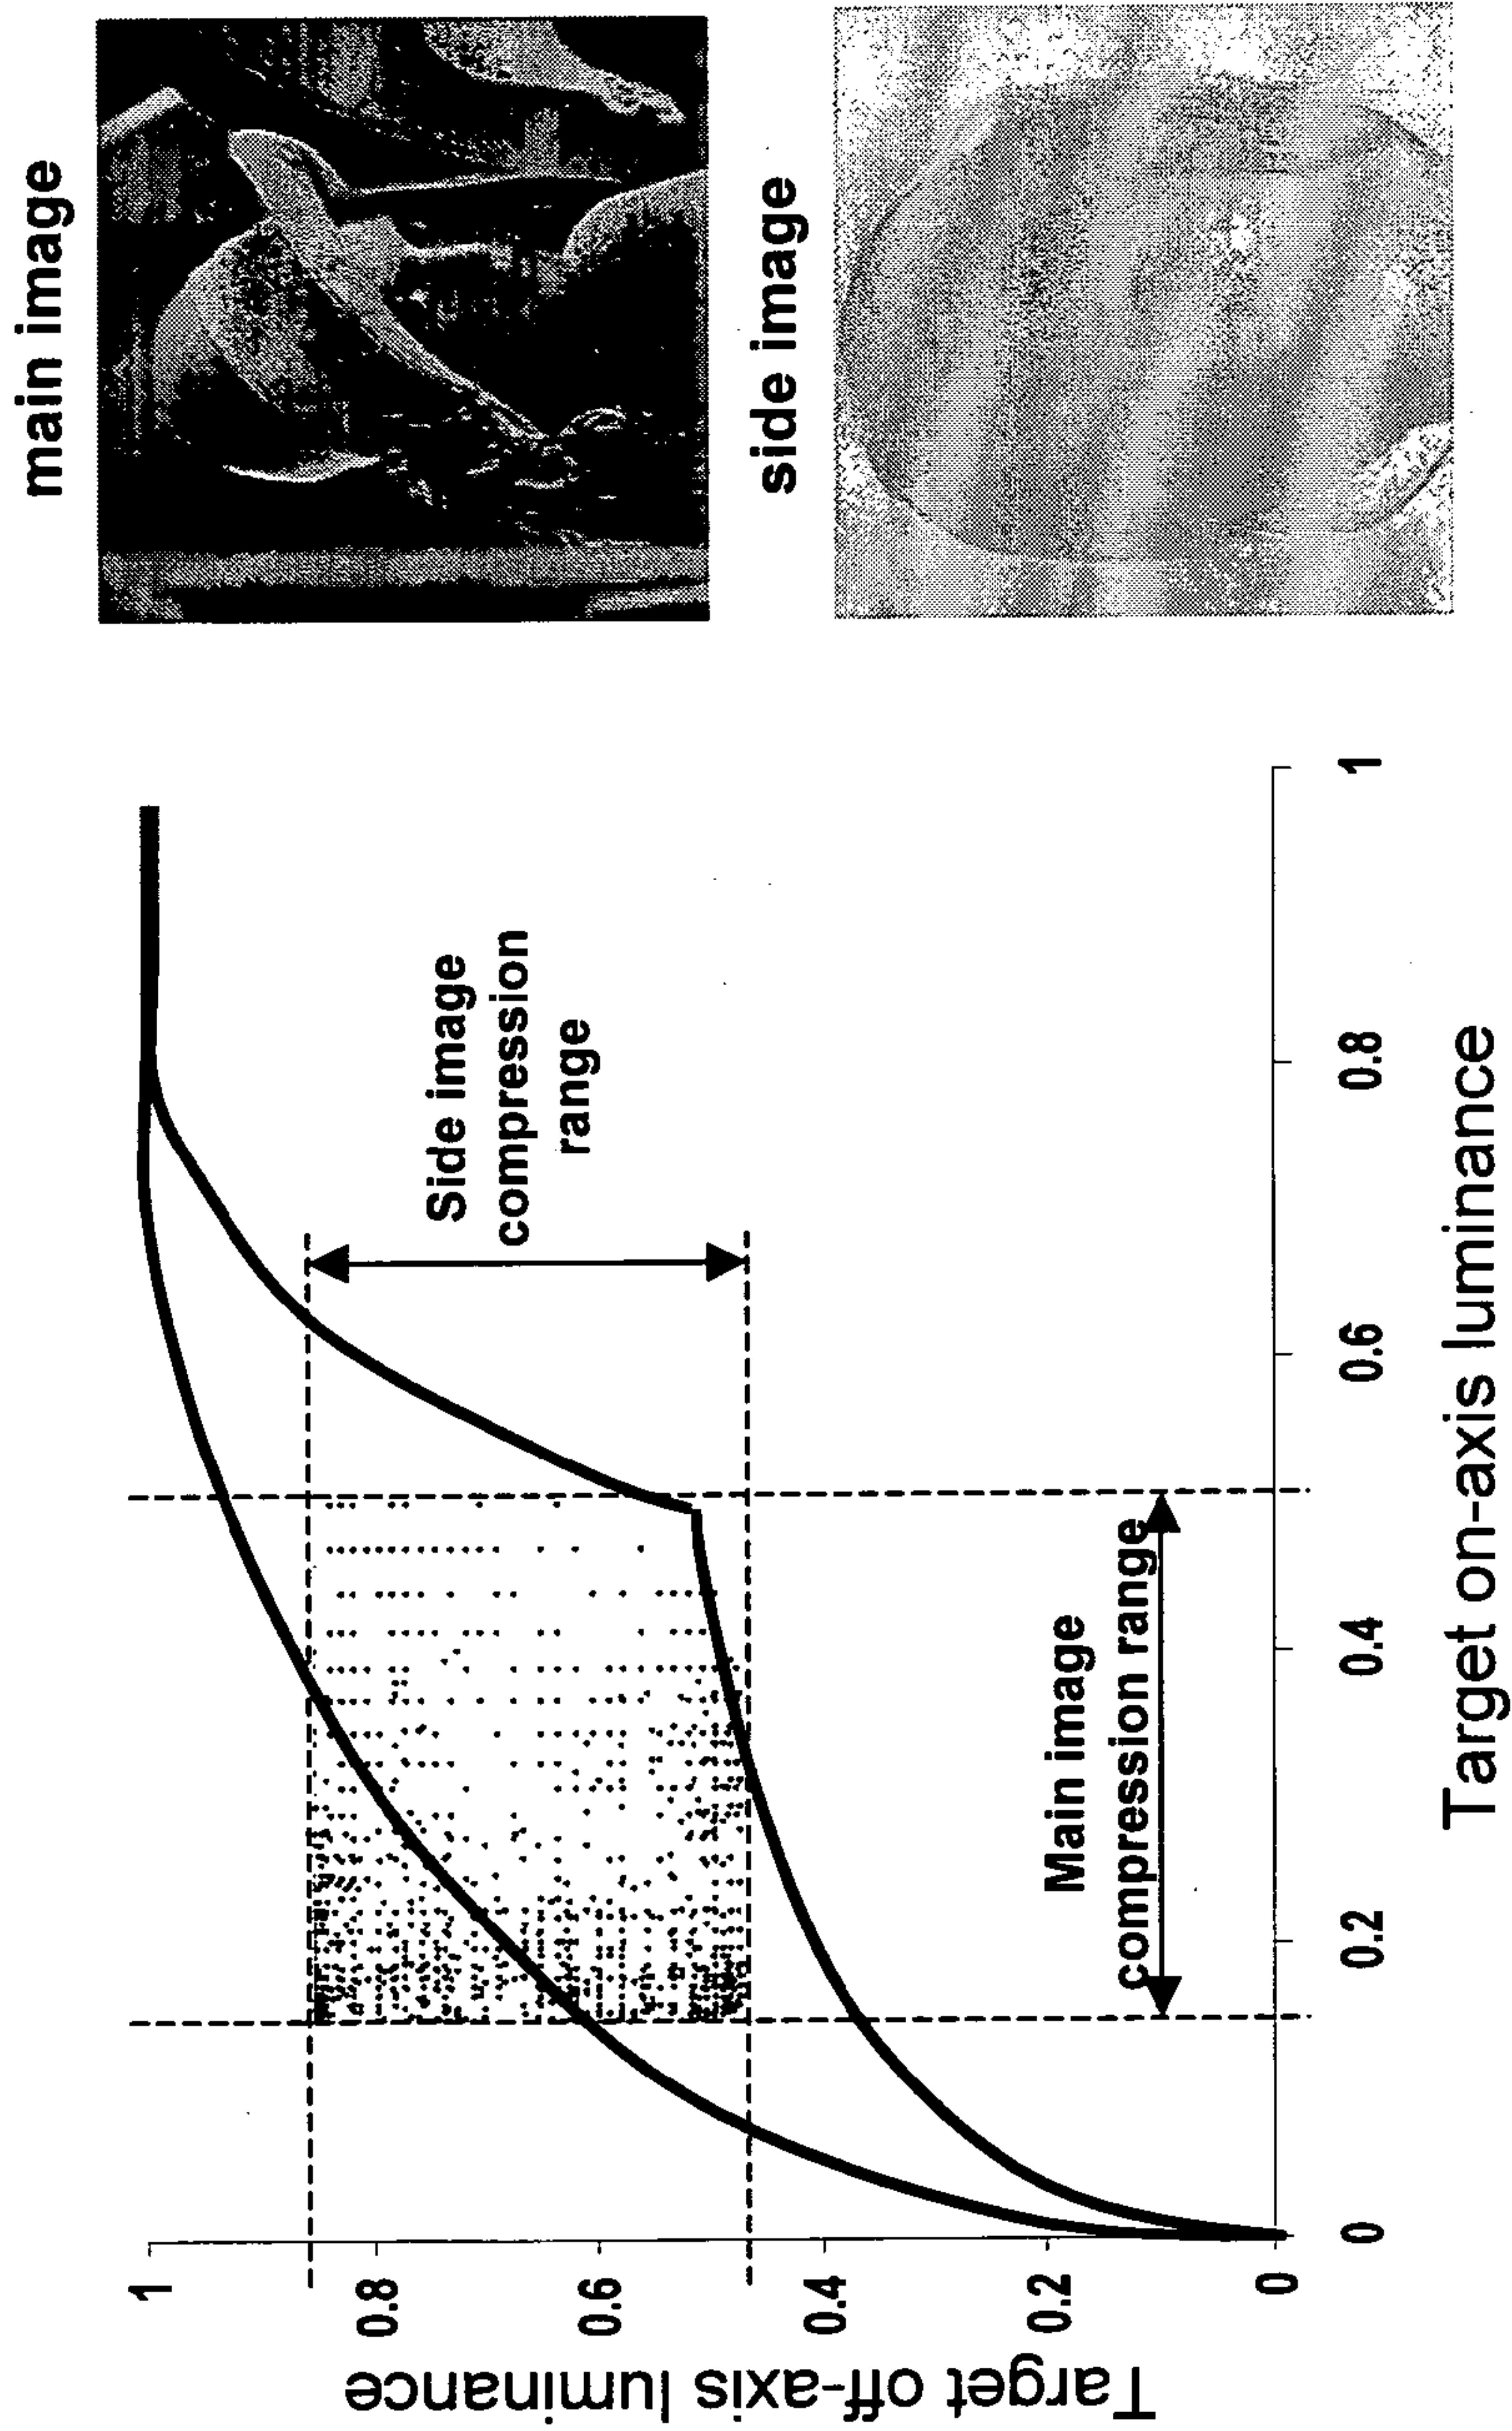 main image
side image
Side image
compression
range
Main image
compression range
Target off-axis luminance
1
0.8
0.6
0.4
0.2
0
0
0.2
0.4
0.6
0.8
1
Target on-axis luminance